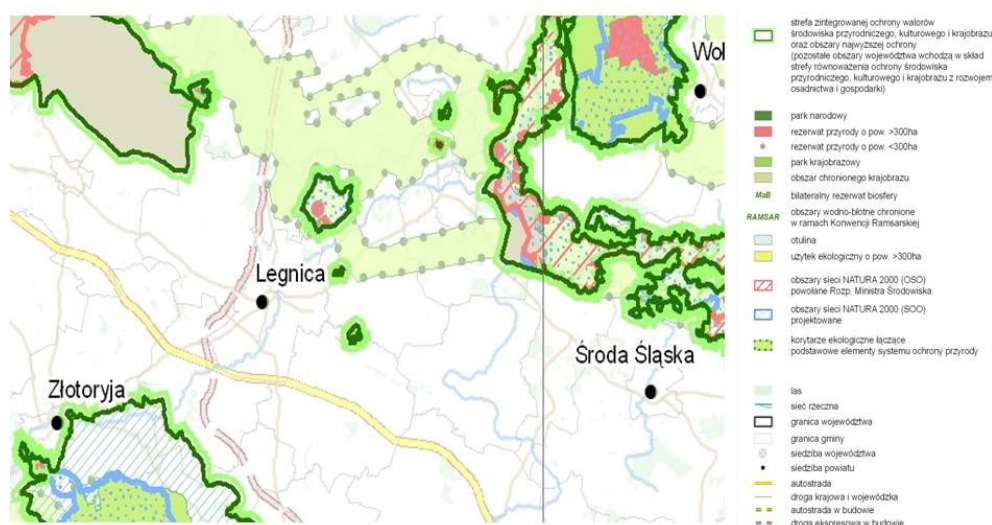 Woł
Legnica
Środa Śląska
Złotoryja
strefa zintegrowanej ochrony walorów
środowiska przyrodniczego, kulturowego i krajobrazu
oraz obszary najwyższej ochrony
(pozostałe obszary województwa wchodzą w skład
strefy równoważenia ochrony środowiska
przyrodniczego, kulturowego i krajobrazu z rozwojem
osadnictwa i gospodarki)
park narodowy
rezerwat przyrody o pow. >300ha
rezerwat przyrody o pow. <300ha
park krajobrazowy
obszar chronionego krajobrazu
MaB bilateralny rezerwat biosfery
RAMSAR obszary wodno-błotne chronione
w ramach Konwencji Ramsarskiej
otulina
użytek ekologiczny o pow. >300ha
obszary sieci NATURA 2000 (OSO)
powołane Rozp. Ministra Środowiska
obszary sieci NATURA 2000 (SOO)
projektowane
korytarze ekologiczne łączące
podstawowe elementy systemu ochrony przyrody
las
sieć rzeczna
granica województwa
granica gminy
siedziba województwa
siedziba powiatu
autostrada
droga krajowa i wojewódzka
autostrada w budowie
droga ekspresowa w budowie